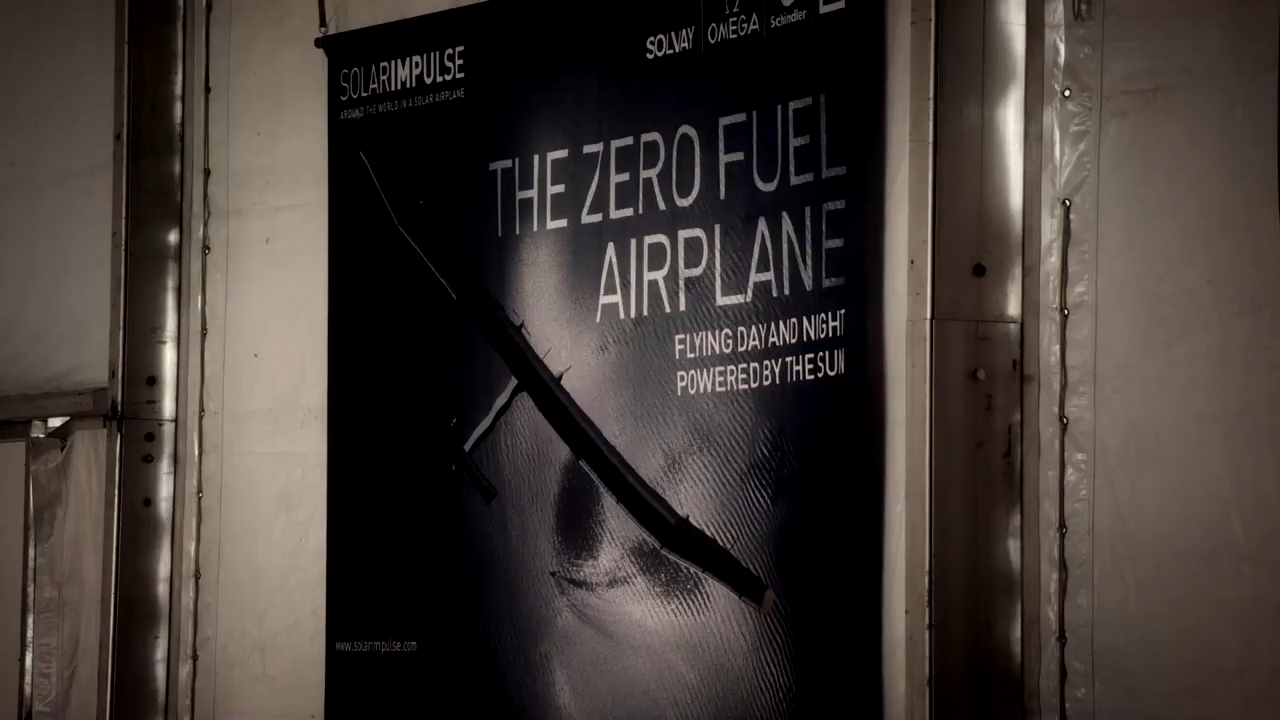 SOLARIMPULSE
AROUND THE WORLD IN A SOLAR AIRPLANE
SOLVAY
Ω
OMEGA
Schindler
THE ZERO FUEL
AIRPLANE
FLYING DAY AND NIGHT
POWERED BY THE SUN
www.solarimpulse.com